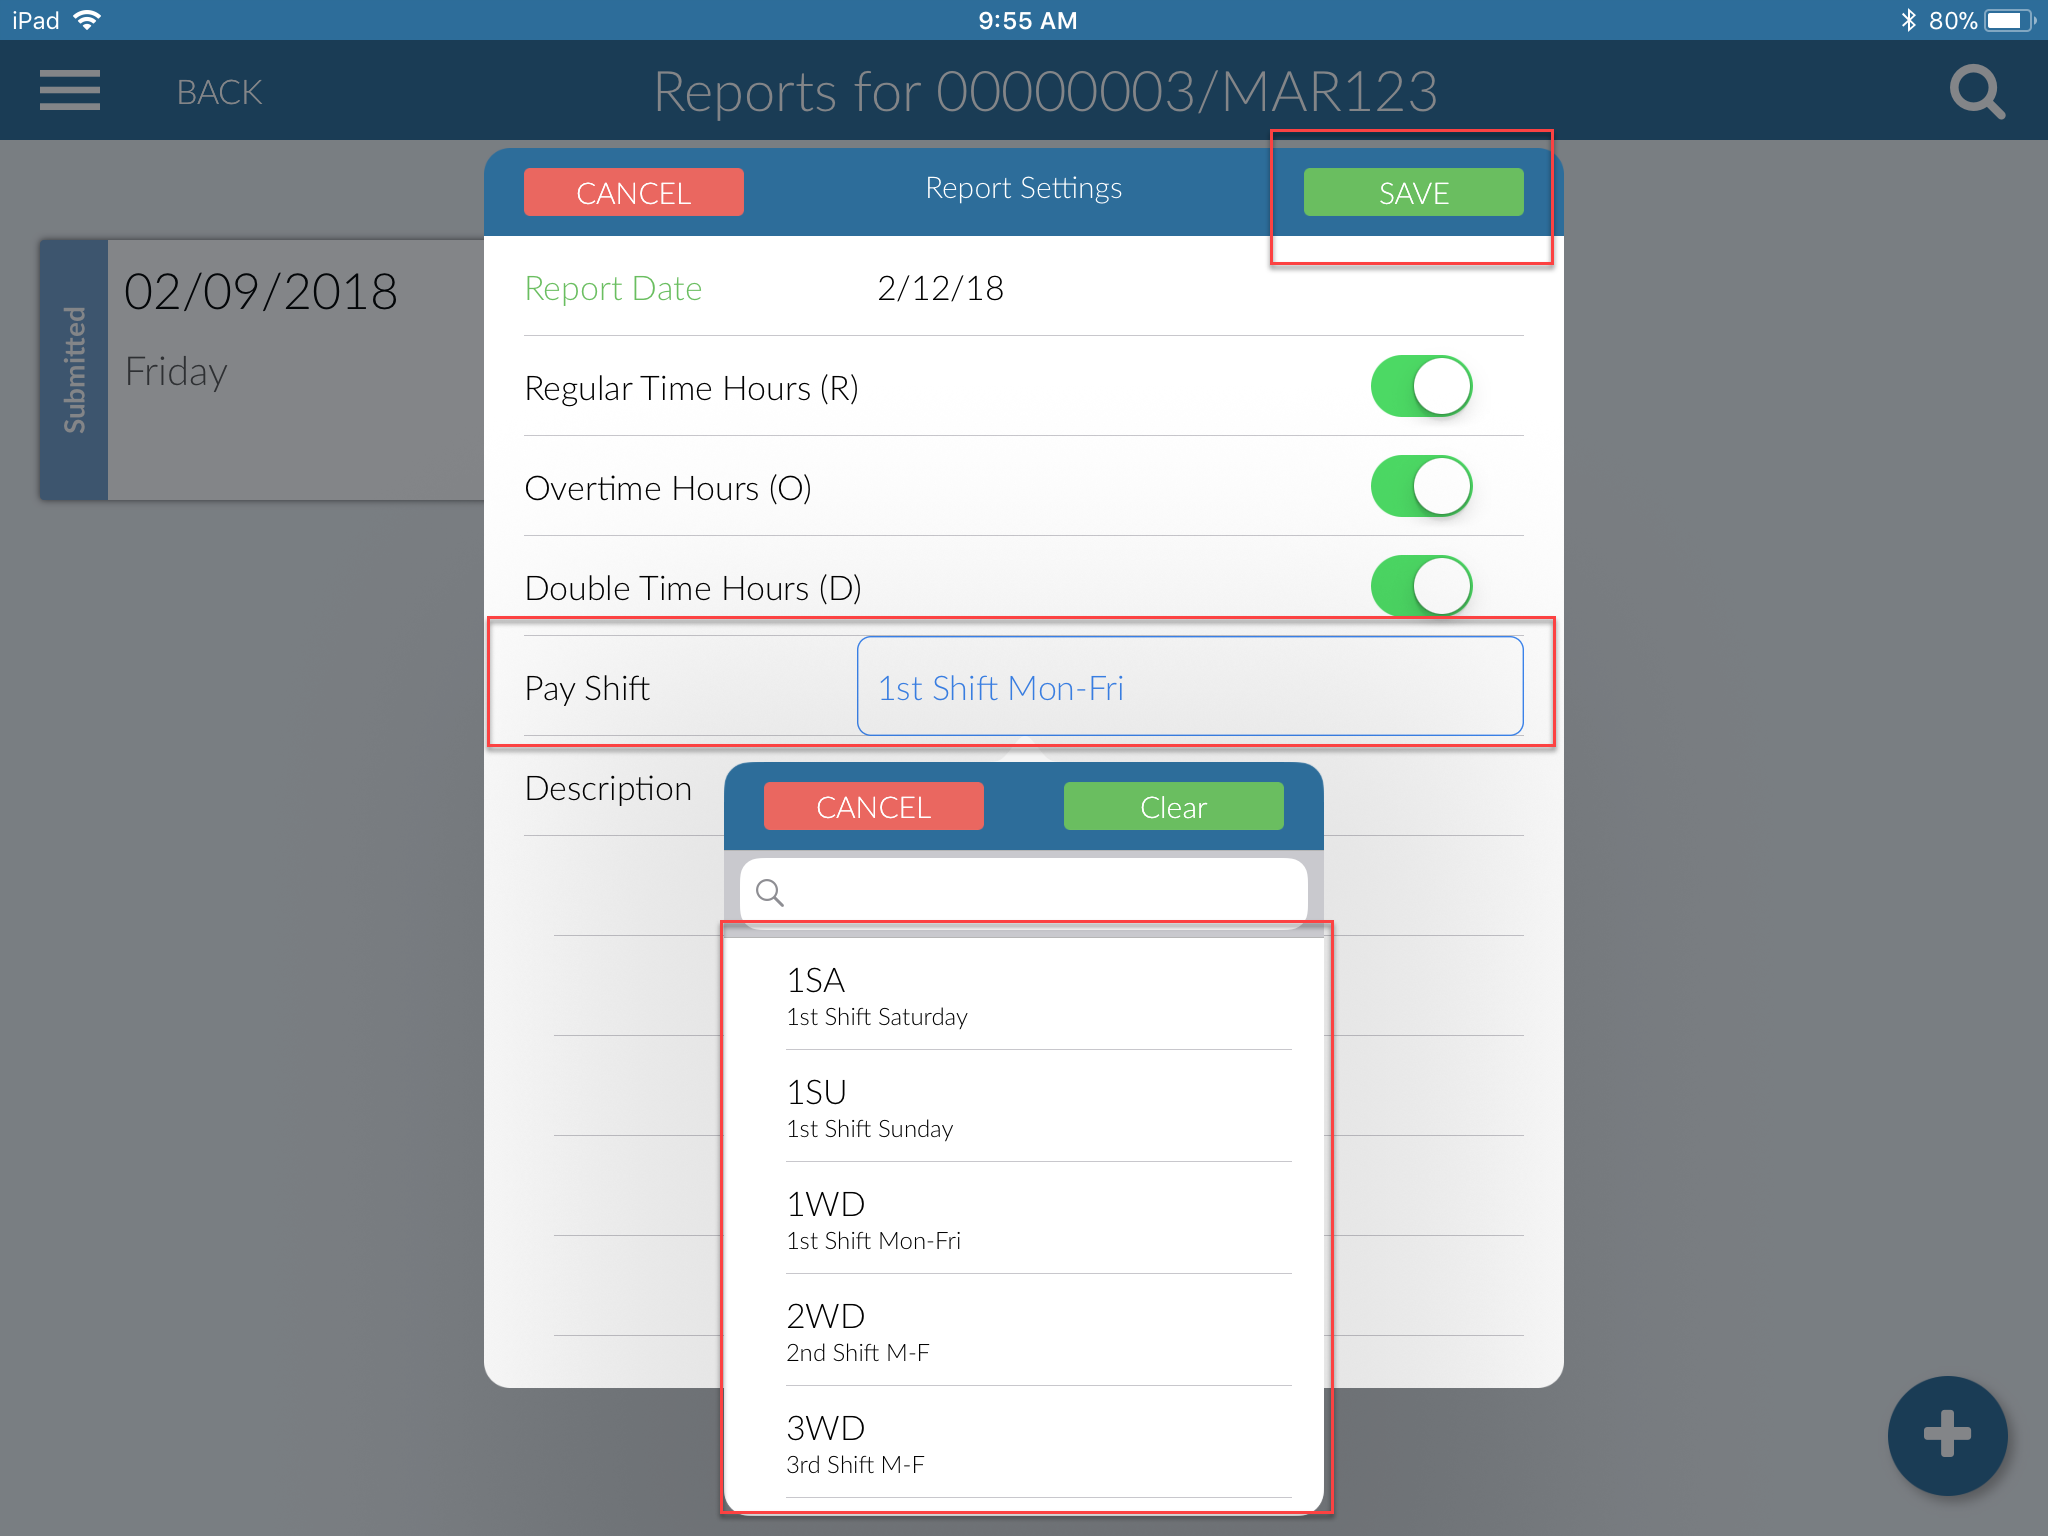 iPad 9:55 AM 80%
BACK Reports for 00000003/MAR123
CANCEL Report Settings SAVE
Submitted
02/09/2018
Friday
Report Date 2/12/18
Regular Time Hours (R)
Overtime Hours (O)
Double Time Hours (D)
Pay Shift 1st Shift Mon-Fri
Description
CANCEL Clear
1SA
1st Shift Saturday
1SU
1st Shift Sunday
1WD
1st Shift Mon-Fri
2WD
2nd Shift M-F
3WD
3rd Shift M-F